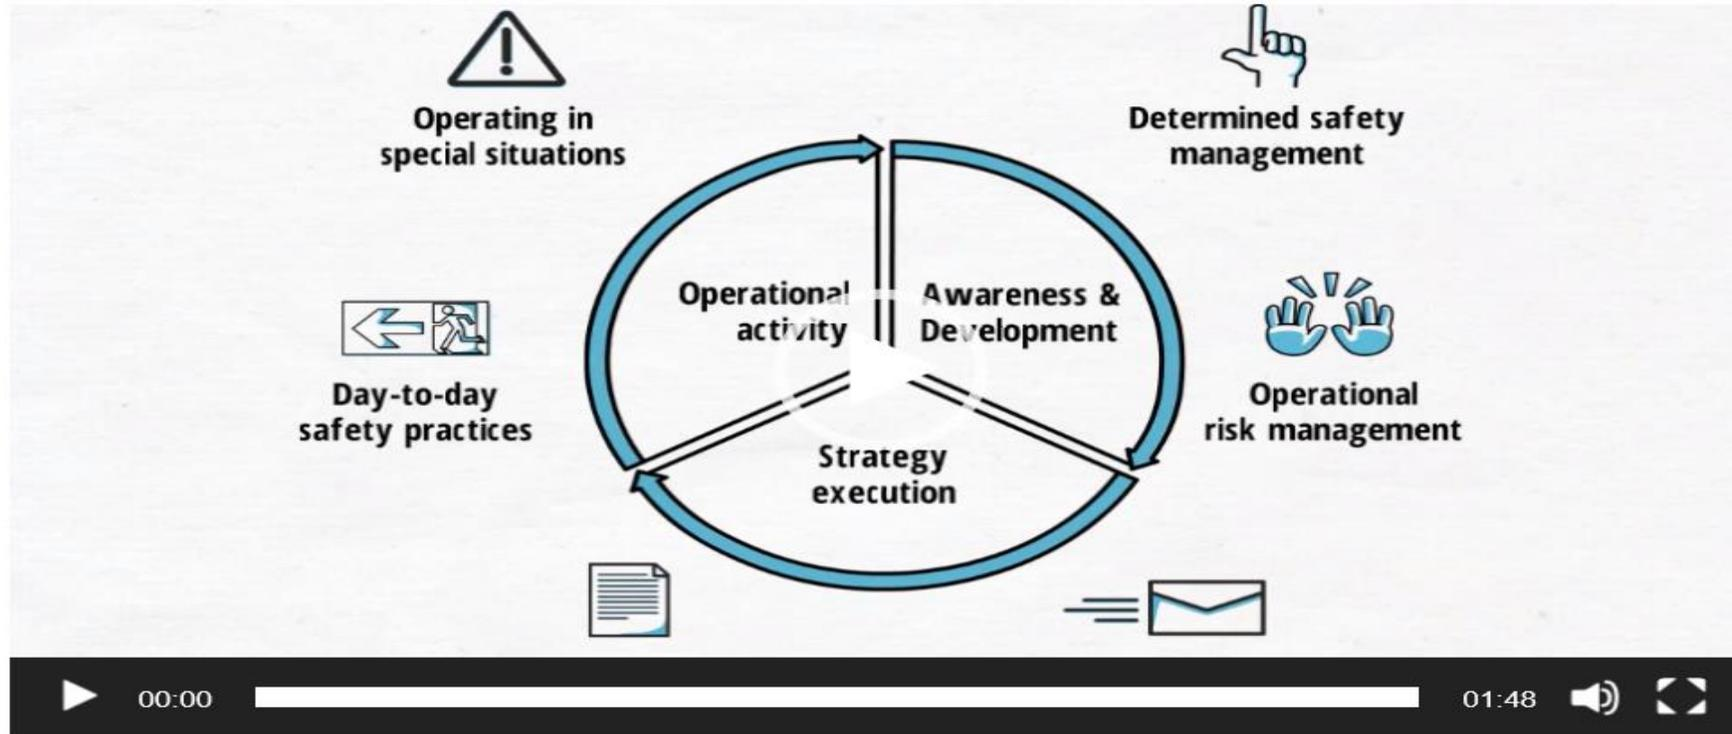 Operating in
special situations
Determined safety
management
Operational
activity
Awareness &
Development
Day-to-day
safety practices
Operational
risk management
Strategy
execution
00:00
01:48